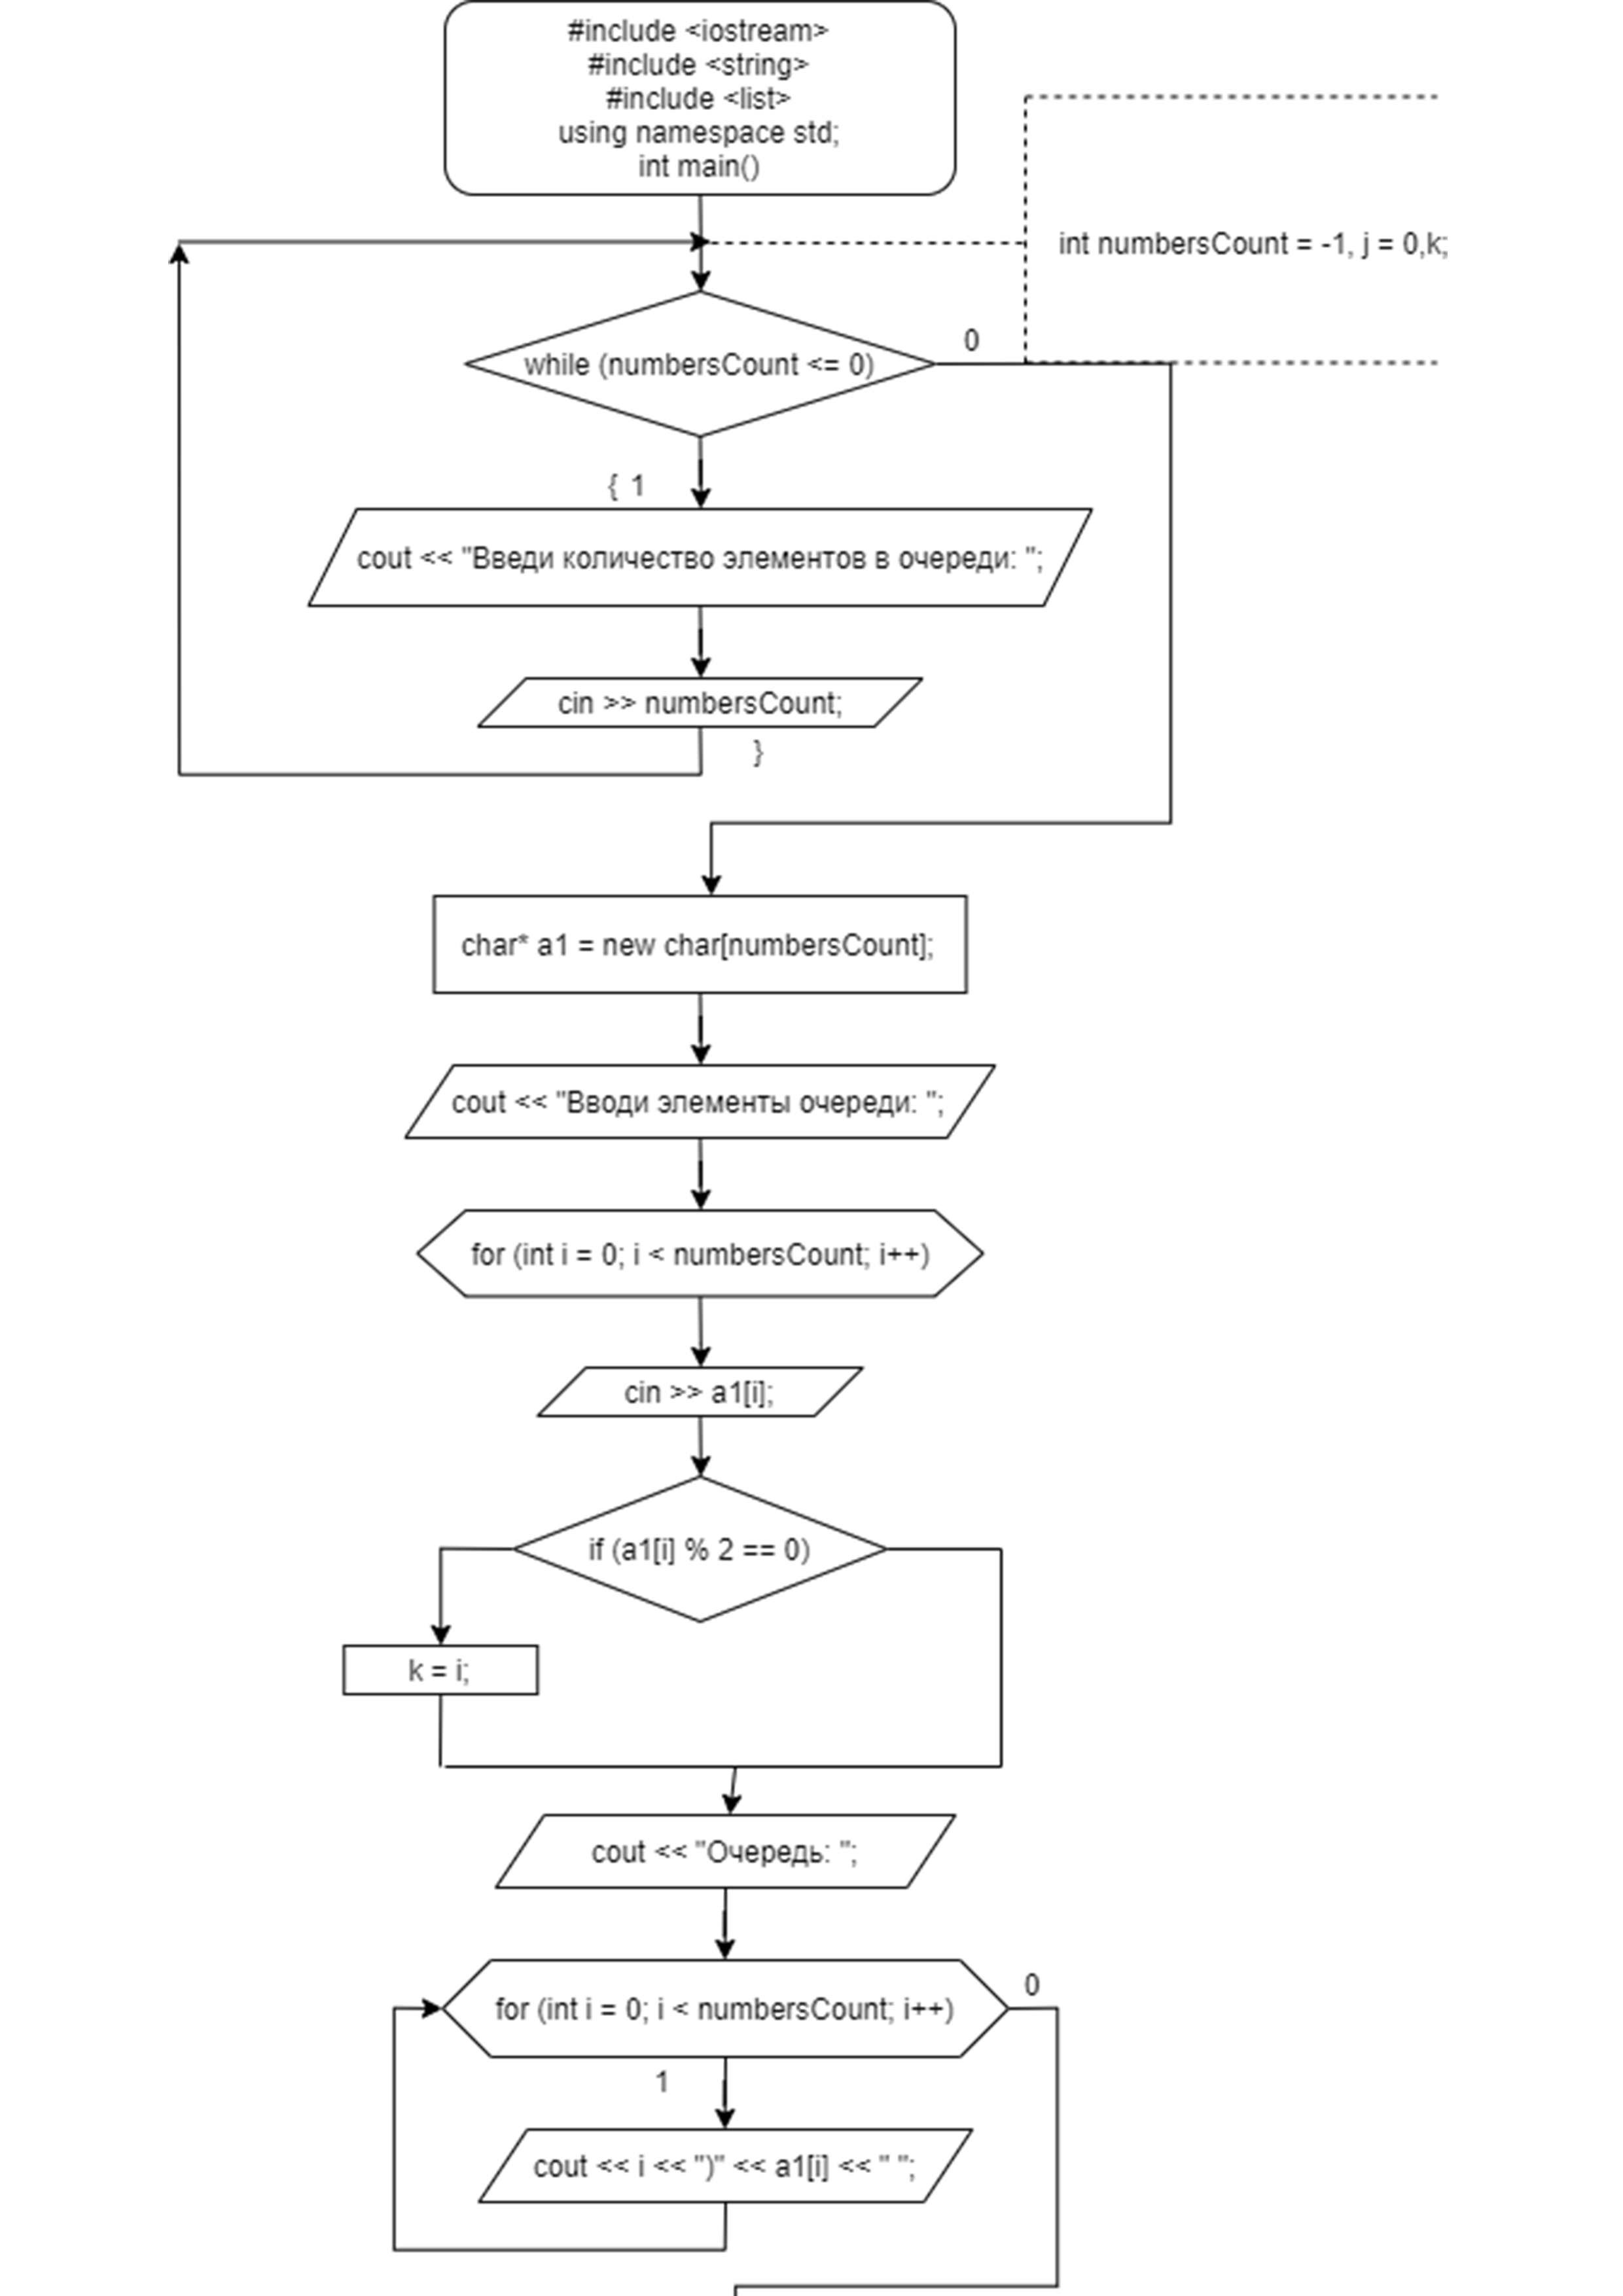 #include <iostream>
#include <string>
#include <list>
using namespace std;
int main()
int numbersCount = -1, j = 0,k;
while (numbersCount <= 0)
0
{ 1
cout << "Введи количество элементов в очереди: ";
cin >> numbersCount;
}
char* a1 = new char[numbersCount];
cout << "Вводи элементы очереди: ";
for (int i = 0; i < numbersCount; i++)
cin >> a1[i];
if (a1[i] % 2 == 0)
k = i;
cout << "Очередь: ";
for (int i = 0; i < numbersCount; i++)
0
1
cout << i << ")" << a1[i] << " ";